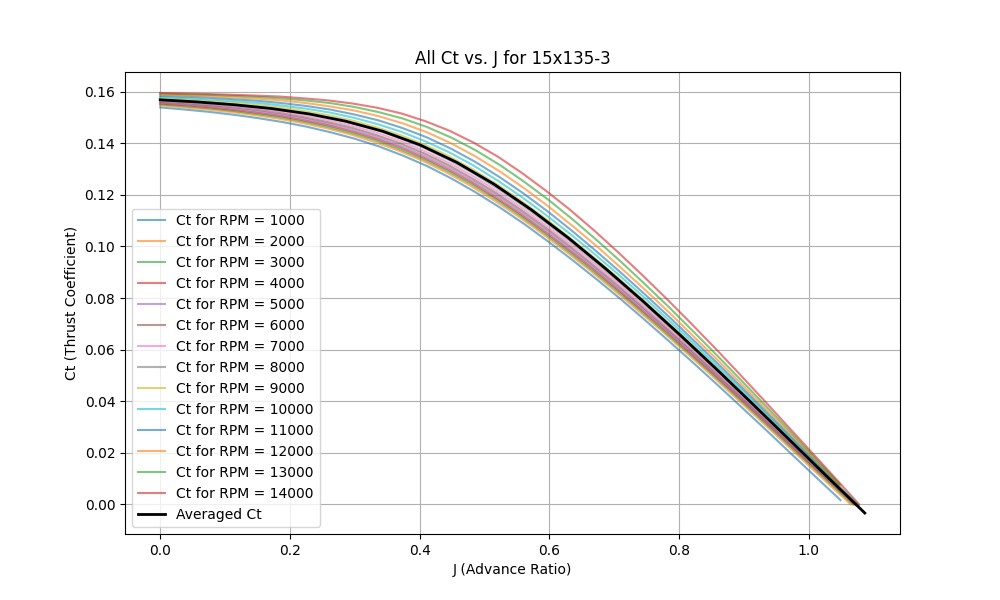 All Ct vs. J for 15x135-3
Ct (Thrust Coefficient)
0.16
0.14
0.12
0.10
0.08
0.06
0.04
0.02
0.00
Ct for RPM = 1000
Ct for RPM = 2000
Ct for RPM = 3000
Ct for RPM = 4000
Ct for RPM = 5000
Ct for RPM = 6000
Ct for RPM = 7000
Ct for RPM = 8000
Ct for RPM = 9000
Ct for RPM = 10000
Ct for RPM = 11000
Ct for RPM = 12000
Ct for RPM = 13000
Ct for RPM = 14000
Averaged Ct
0.0 0.2 0.4 0.6 0.8 1.0
J (Advance Ratio)